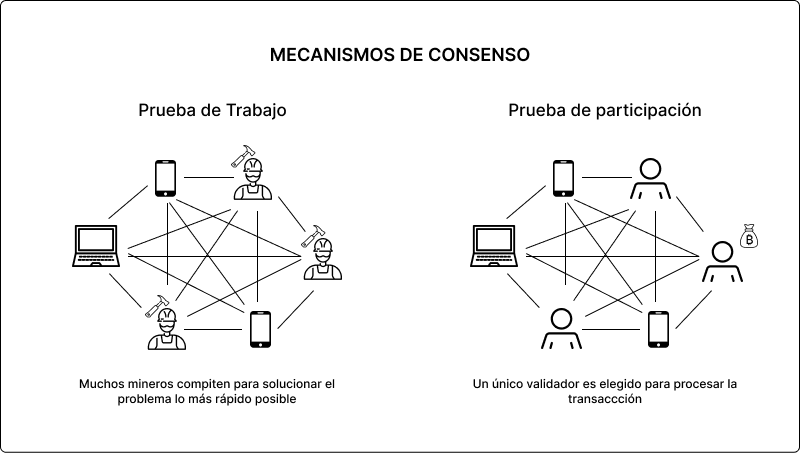 MECANISMOS DE CONSENSO
Prueba de Trabajo
Prueba de participación
B
Muchos mineros compiten para solucionar el
problema lo más rápido posible
Un único validador es elegido para procesar la
transaccción